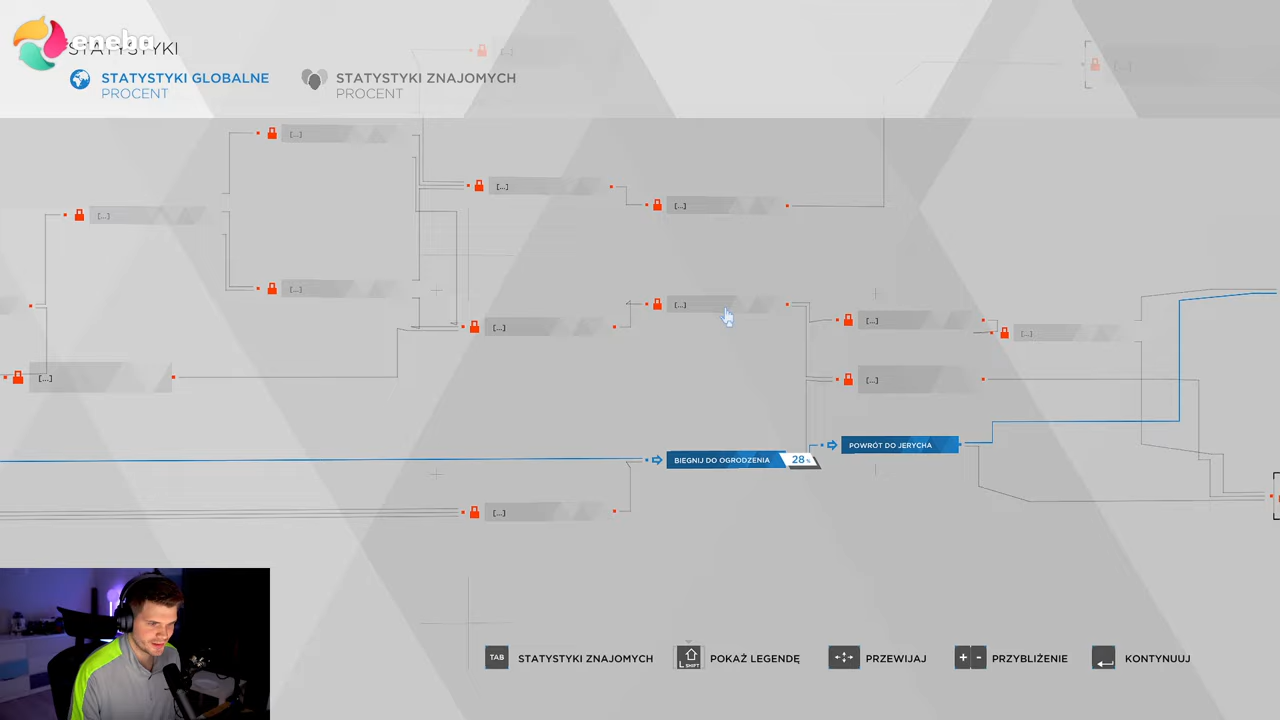 eneba
STATYSTYKI
STATYSTYKI GLOBALNE
PROCENT
STATYSTYKI ZNAJOMYCH
PROCENT
[...]
[...]
[...]
[...]
[...]
[...]
[...]
[...]
[...]
[...]
[...]
[...]
[...]
[...]
POWRÓT DO JERYCHA
BIEGNIJ DO OGRODZENIA 28%
[...]
TAB STATYSTYKI ZNAJOMYCH
L SHIFT POKAŻ LEGENDĘ
PRZEWIJAJ
+ - PRZYBLIŻENIE
KONTYNUUJ